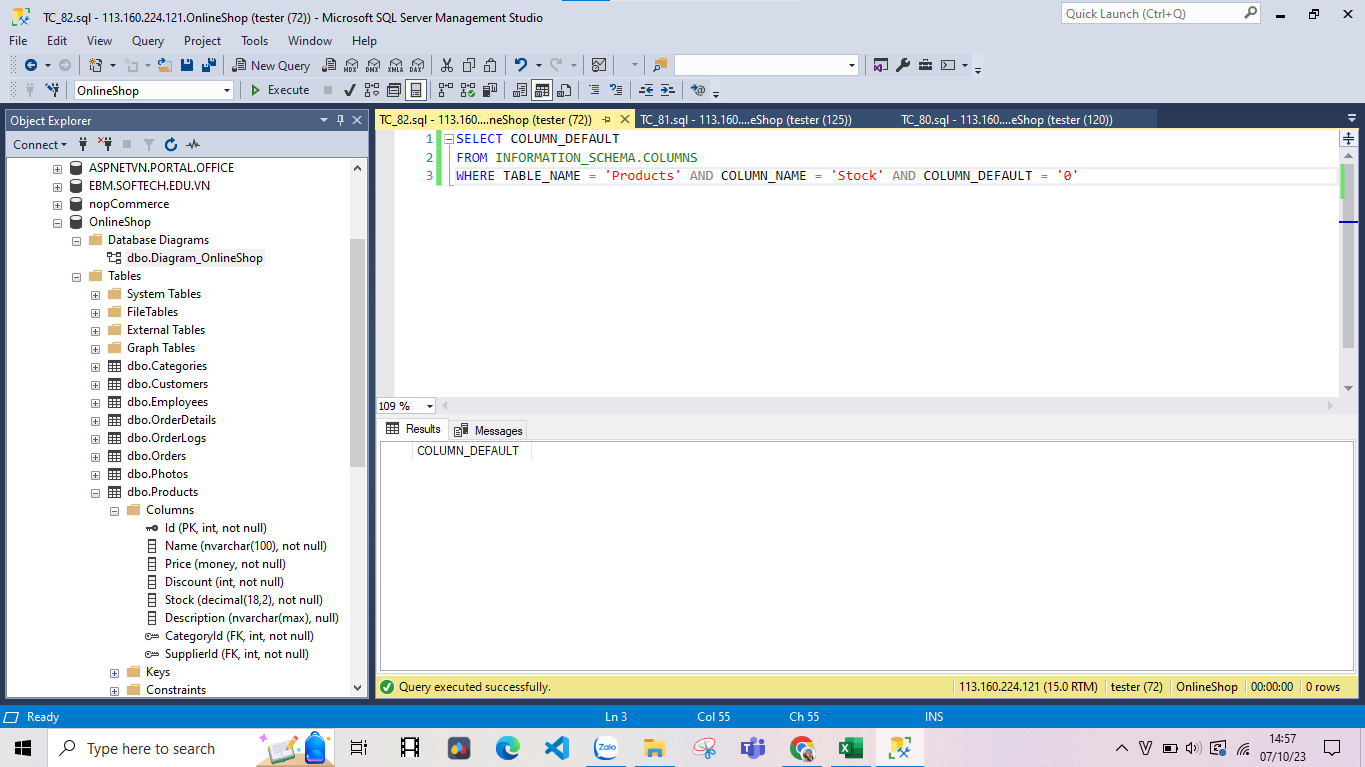 TC_82.sql - 113.160.224.121.OnlineShop (tester (72)) - Microsoft SQL Server Management Studio
Quick Launch (Ctrl+Q)
File Edit View Query Project Tools Window Help
New Query MDX DMX XMLA DAX
OnlineShop Execute
Object Explorer
Connect
ASPNETVN.PORTAL.OFFICE
EBM.SOFTECH.EDU.VN
nopCommerce
OnlineShop
Database Diagrams
dbo.Diagram_OnlineShop
Tables
System Tables
FileTables
External Tables
Graph Tables
dbo.Categories
dbo.Customers
dbo.Employees
dbo.OrderDetails
dbo.OrderLogs
dbo.Orders
dbo.Photos
dbo.Products
Columns
Id (PK, int, not null)
Name (nvarchar(100), not null)
Price (money, not null)
Discount (int, not null)
Stock (decimal(18,2), not null)
Description (nvarchar(max), null)
CategoryId (FK, int, not null)
SupplierId (FK, int, not null)
Keys
Constraints
TC_82.sql - 113.160....neShop (tester (72)) TC_81.sql - 113.160....eShop (tester (125)) TC_80.sql - 113.160....eShop (tester (120))
1 SELECT COLUMN_DEFAULT
2 FROM INFORMATION_SCHEMA.COLUMNS
3 WHERE TABLE_NAME = 'Products' AND COLUMN_NAME = 'Stock' AND COLUMN_DEFAULT = '0'
109 %
Results Messages
COLUMN_DEFAULT
Query executed successfully. 113.160.224.121 (15.0 RTM) tester (72) OnlineShop 00:00:00 0 rows
Ready Ln 3 Col 55 Ch 55 INS
Type here to search
Zalo
14:57
07/10/23